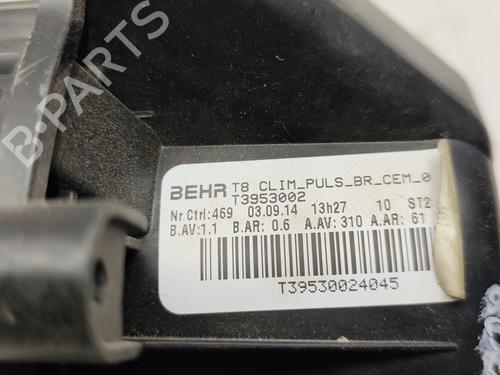 B-PARTS
BEHR T8 CLIM_PULS_BR_CEM_0
T3953002
Nr Ctrl:469 03.09.14 13h27 10 ST2
B.AV:1.1 B.AR: 0.6 A.AV: 310 A.AR: 61
T39530024045